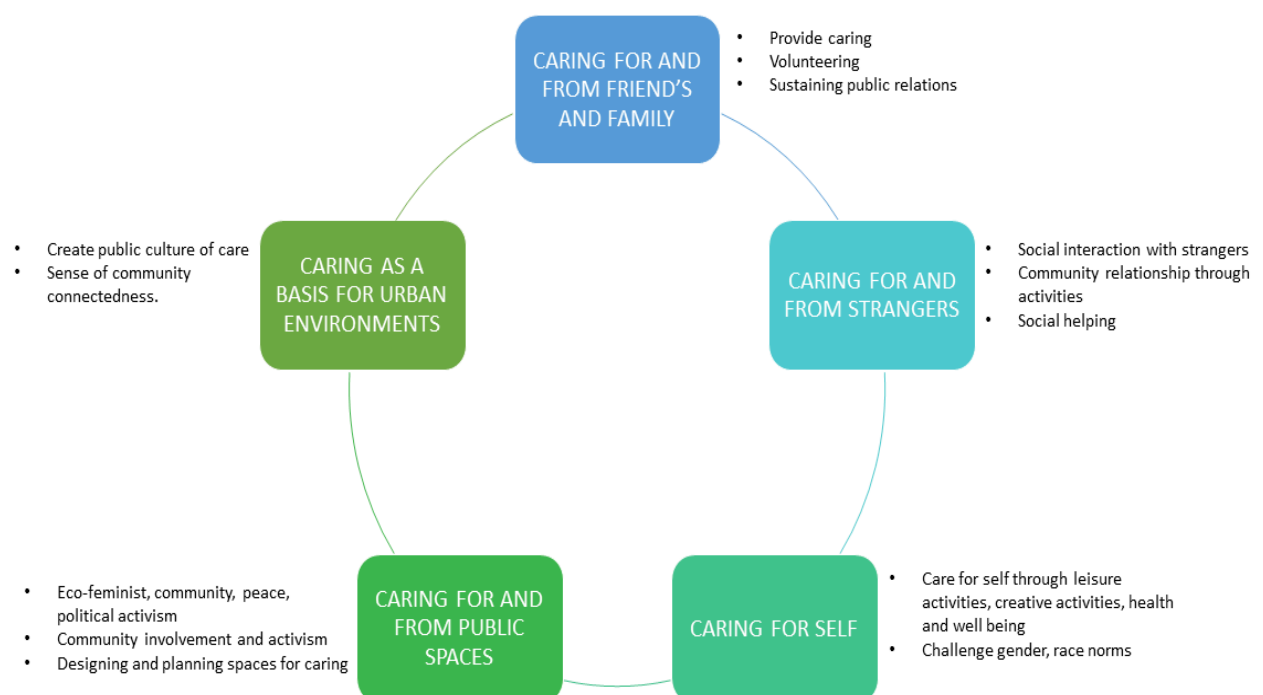 CARING FOR AND
FROM FRIEND'S
AND FAMILY
• Provide caring
• Volunteering
• Sustaining public relations
CARING FOR AND
FROM STRANGERS
• Social interaction with strangers
• Community relationship through
activities
• Social helping
CARING FOR SELF
• Care for self through leisure
activities, creative activities, health
and well being
• Challenge gender, race norms
CARING FOR AND
FROM PUBLIC
SPACES
• Eco-feminist, community, peace,
political activism
• Community involvement and activism
• Designing and planning spaces for caring
CARING AS A
BASIS FOR URBAN
ENVIRONMENTS
• Create public culture of care
• Sense of community
connectedness.